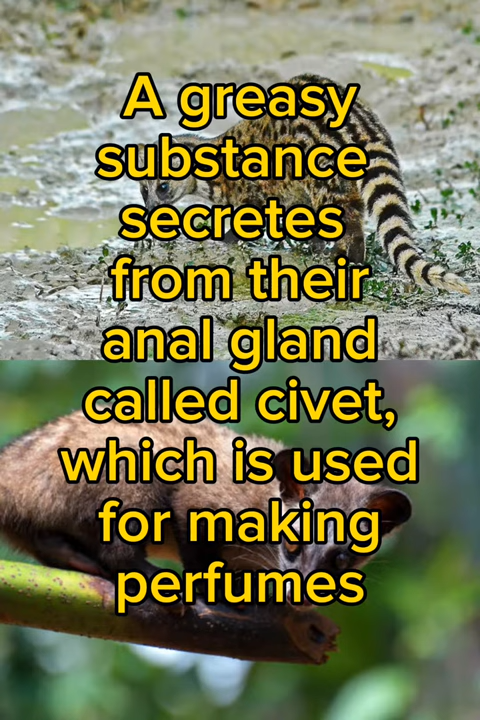 A greasy
substance
secretes
from their
anal gland
called civet,
which is used
for making
perfumes